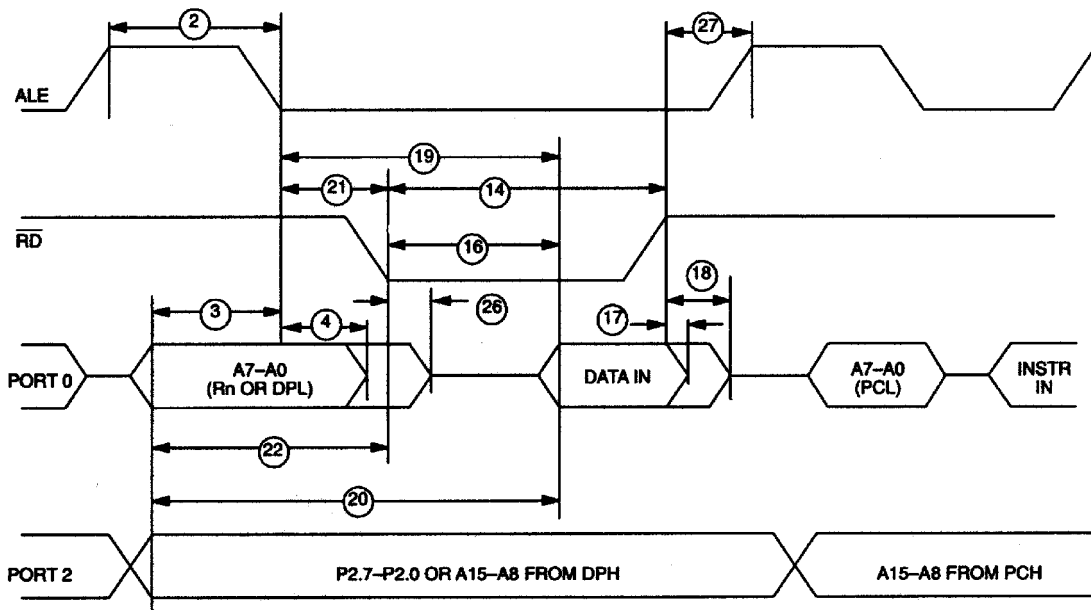 2
27
ALE
19
21
14
RD
16
18
3
4
26
17
PORT 0
A7–A0
(Rn OR DPL)
DATA IN
A7–A0
(PCL)
INSTR
IN
22
20
PORT 2
P2.7–P2.0 OR A15–A8 FROM DPH
A15–A8 FROM PCH